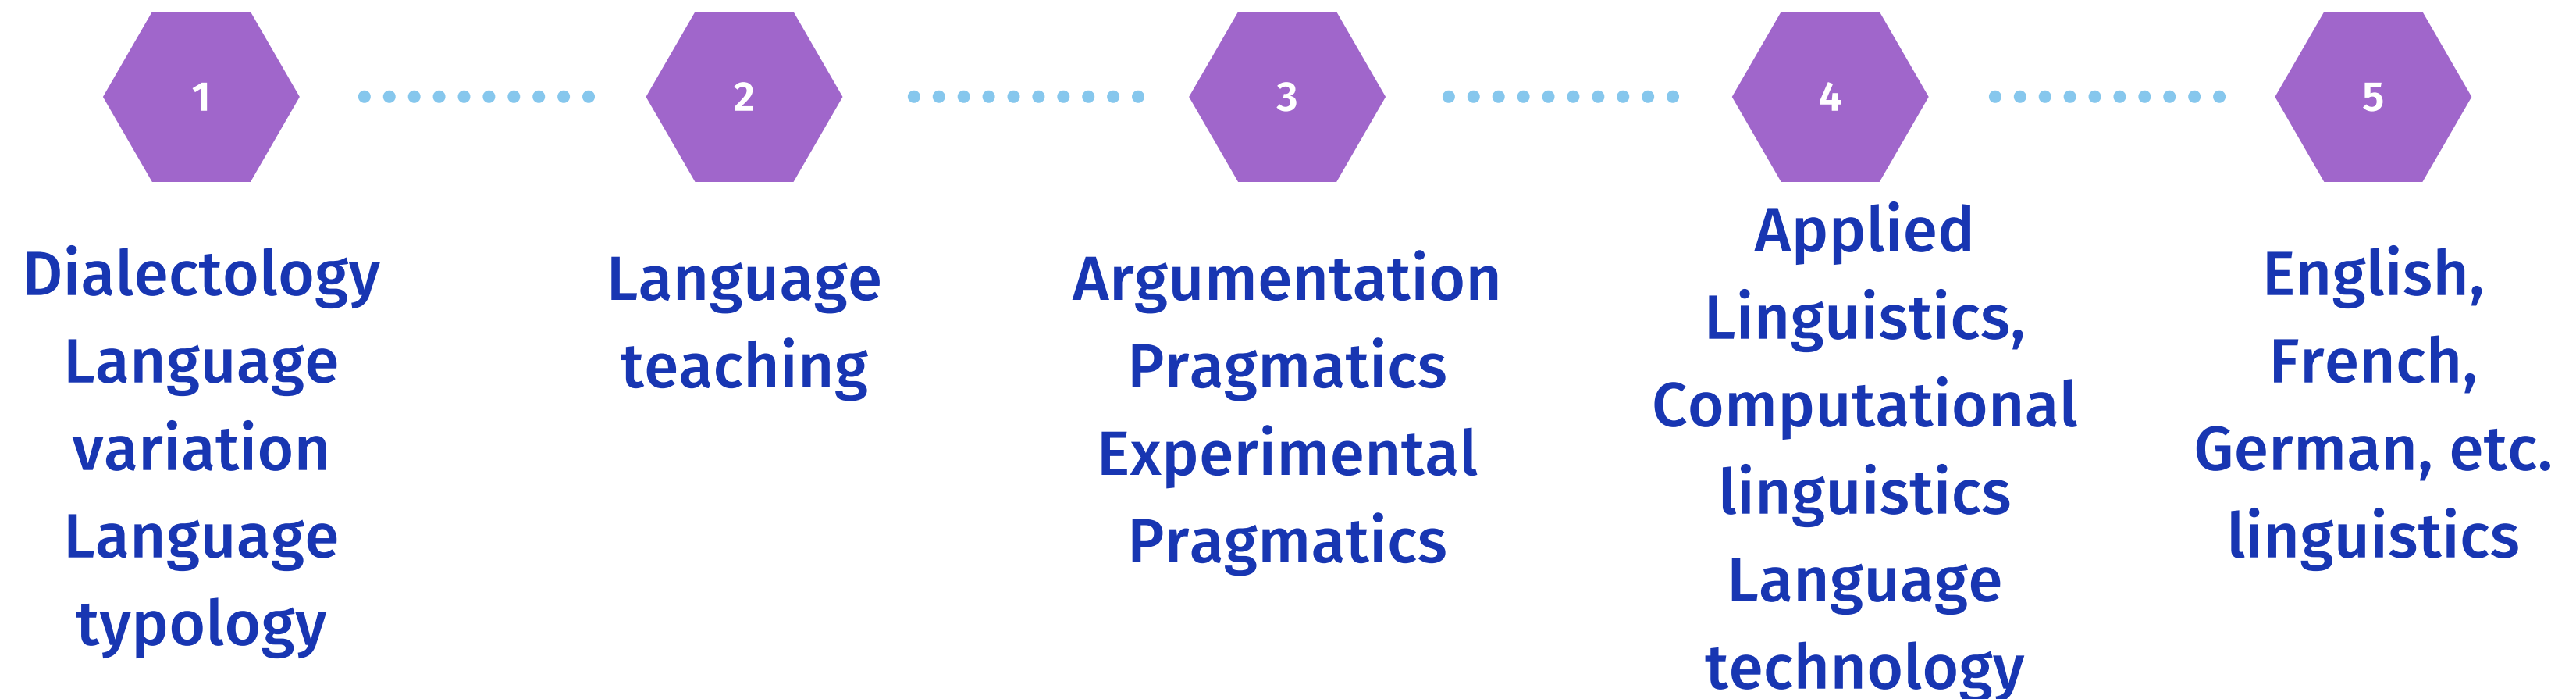 1
2
3
4
5
Dialectology
Language
variation
Language
typology
Language
teaching
Argumentation
Pragmatics
Experimental
Pragmatics
Applied
Linguistics,
Computational
linguistics
Language
technology
English,
French,
German, etc.
linguistics